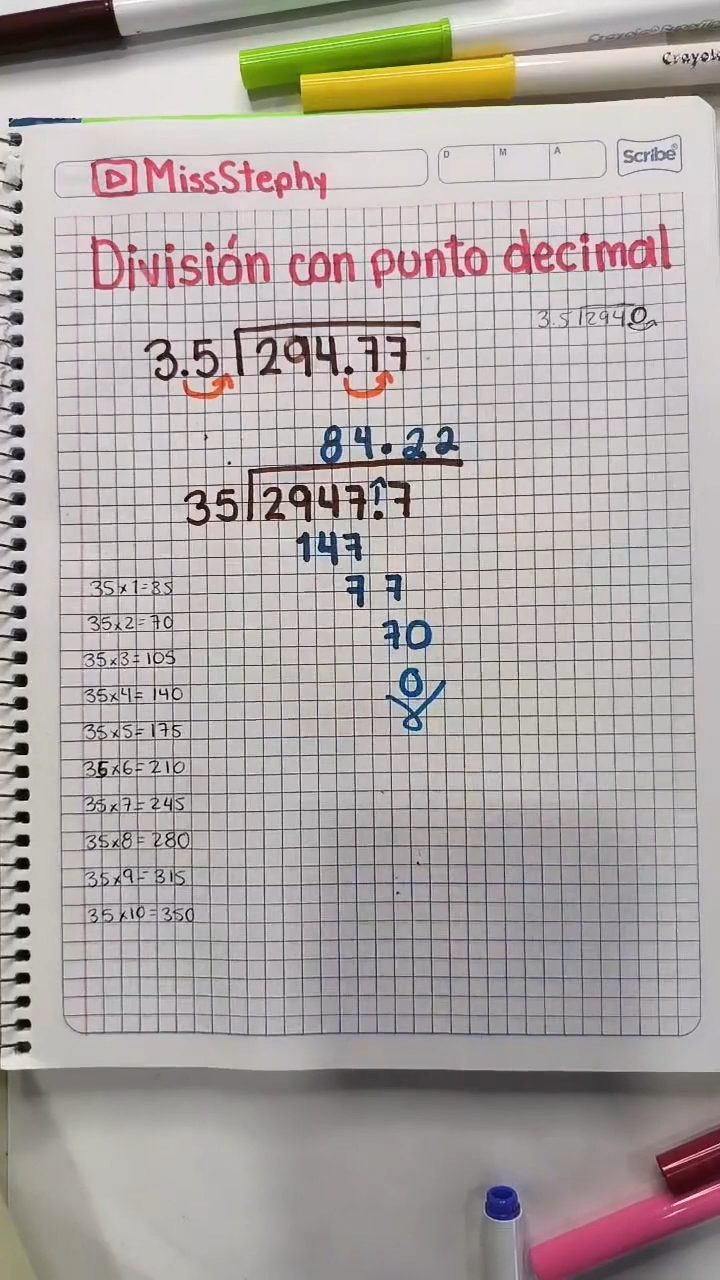 Crayola
D M A
Scribe®
MissStephy
División con punto decimal
3.5 2940
3.5 294.77
84.22
35 2947.7
147
77
70
0
35x1=35
35x2=70
35x3=105
35x4=140
35x5=175
35x6=210
35x7=245
35x8=280
35x9=315
35x10=350